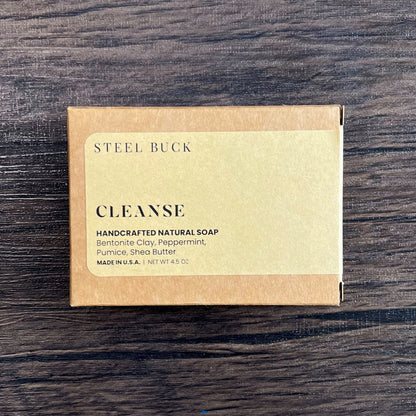 STEEL BUCK
CLEANSE
HANDCRAFTED NATURAL SOAP
Bentonite Clay, Peppermint,
Pumice, Shea Butter
MADE IN U.S.A. | NET WT 4.5 OZ